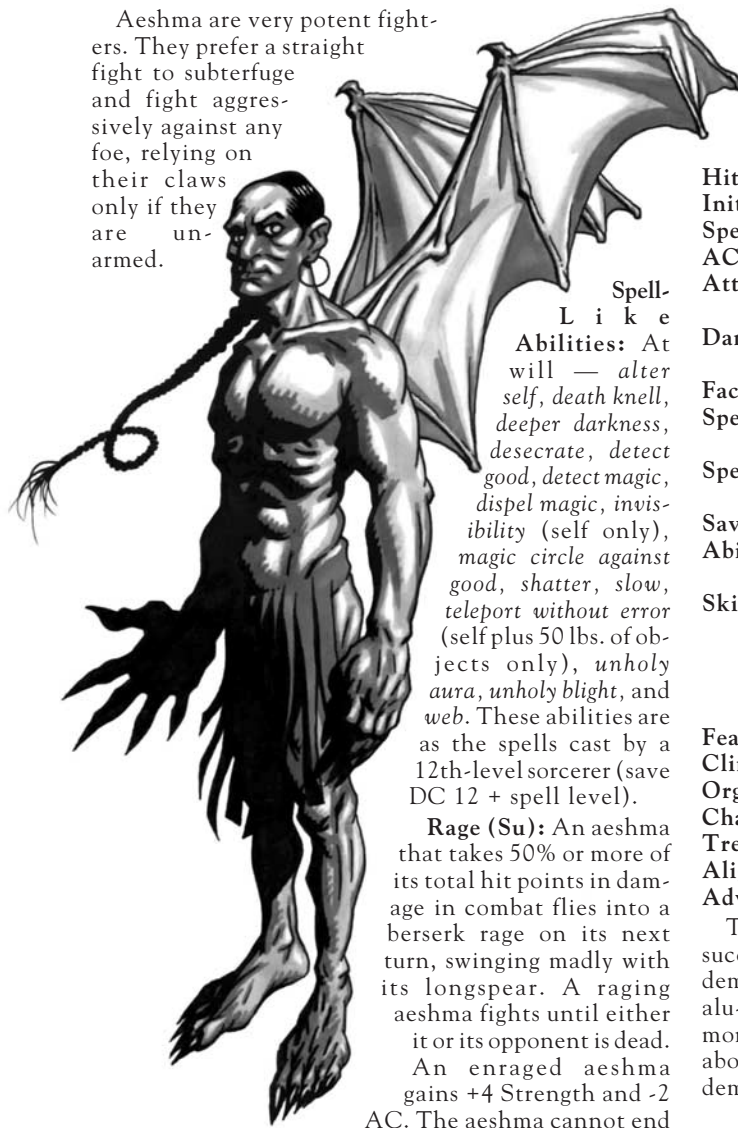 Aeshma are very potent fight-
ers. They prefer a straight
fight to subterfuge
and fight aggres-
sively against any
foe, relying on
their claws
only if they
are un-
armed.
Spell-
Like
Abilities: At
will — alter
self, death knell,
deeper darkness,
desecrate, detect
good, detect magic,
dispel magic, invis-
ibility (self only),
magic circle against
good, shatter, slow,
teleport without error
(self plus 50 lbs. of ob-
jects only), unholy
aura, unholy blight, and
web. These abilities are
as the spells cast by a
12th-level sorcerer (save
DC 12 + spell level).
Rage (Su): An aeshma
that takes 50% or more of
its total hit points in dam-
age in combat flies into a
berserk rage on its next
turn, swinging madly with
its longspear. A raging
aeshma fights until either
it or its opponent is dead.
An enraged aeshma
gains +4 Strength and -2
AC. The aeshma cannot end
Hit
Init
Spe
AC
Att
Dar
Fac
Spe
Spe
Sav
Abi
Ski
Fea
Clin
Org
Cha
Tre
Ali
Adv
T
succ
dem
alu-
mor
abo
dem